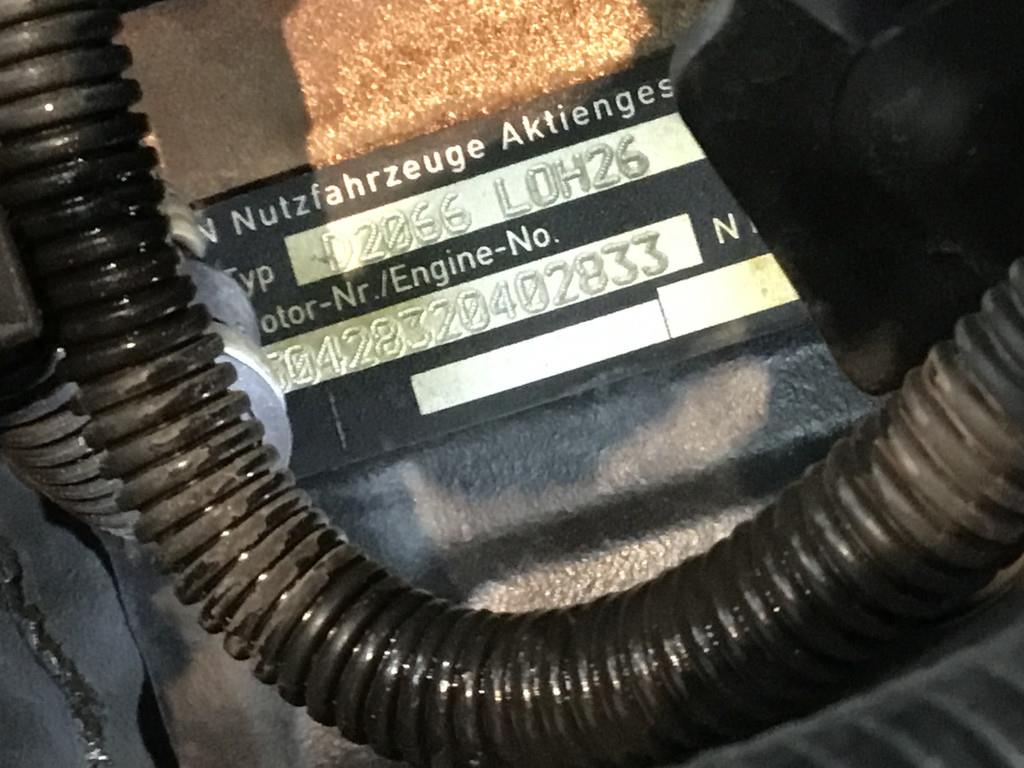 N Nutzfahrzeuge Aktienges
Typ D2066 LOH26
otor-Nr./Engine-No. N
50428320402833